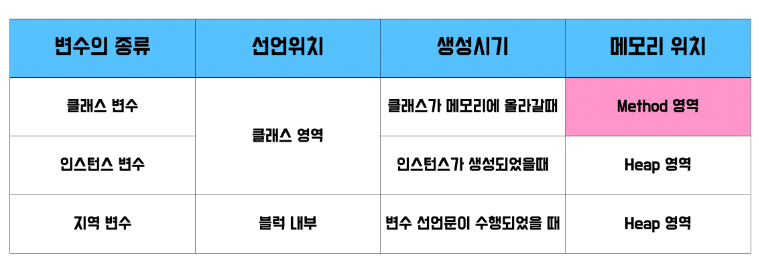 변수의 종류 선언위치 생성시기 메모리 위치
클래스 변수 클래스 영역 클래스가 메모리에 올라갈때 Method 영역
인스턴스 변수 인스턴스가 생성되었을때 Heap 영역
지역 변수 블럭 내부 변수 선언문이 수행되었을 때 Heap 영역